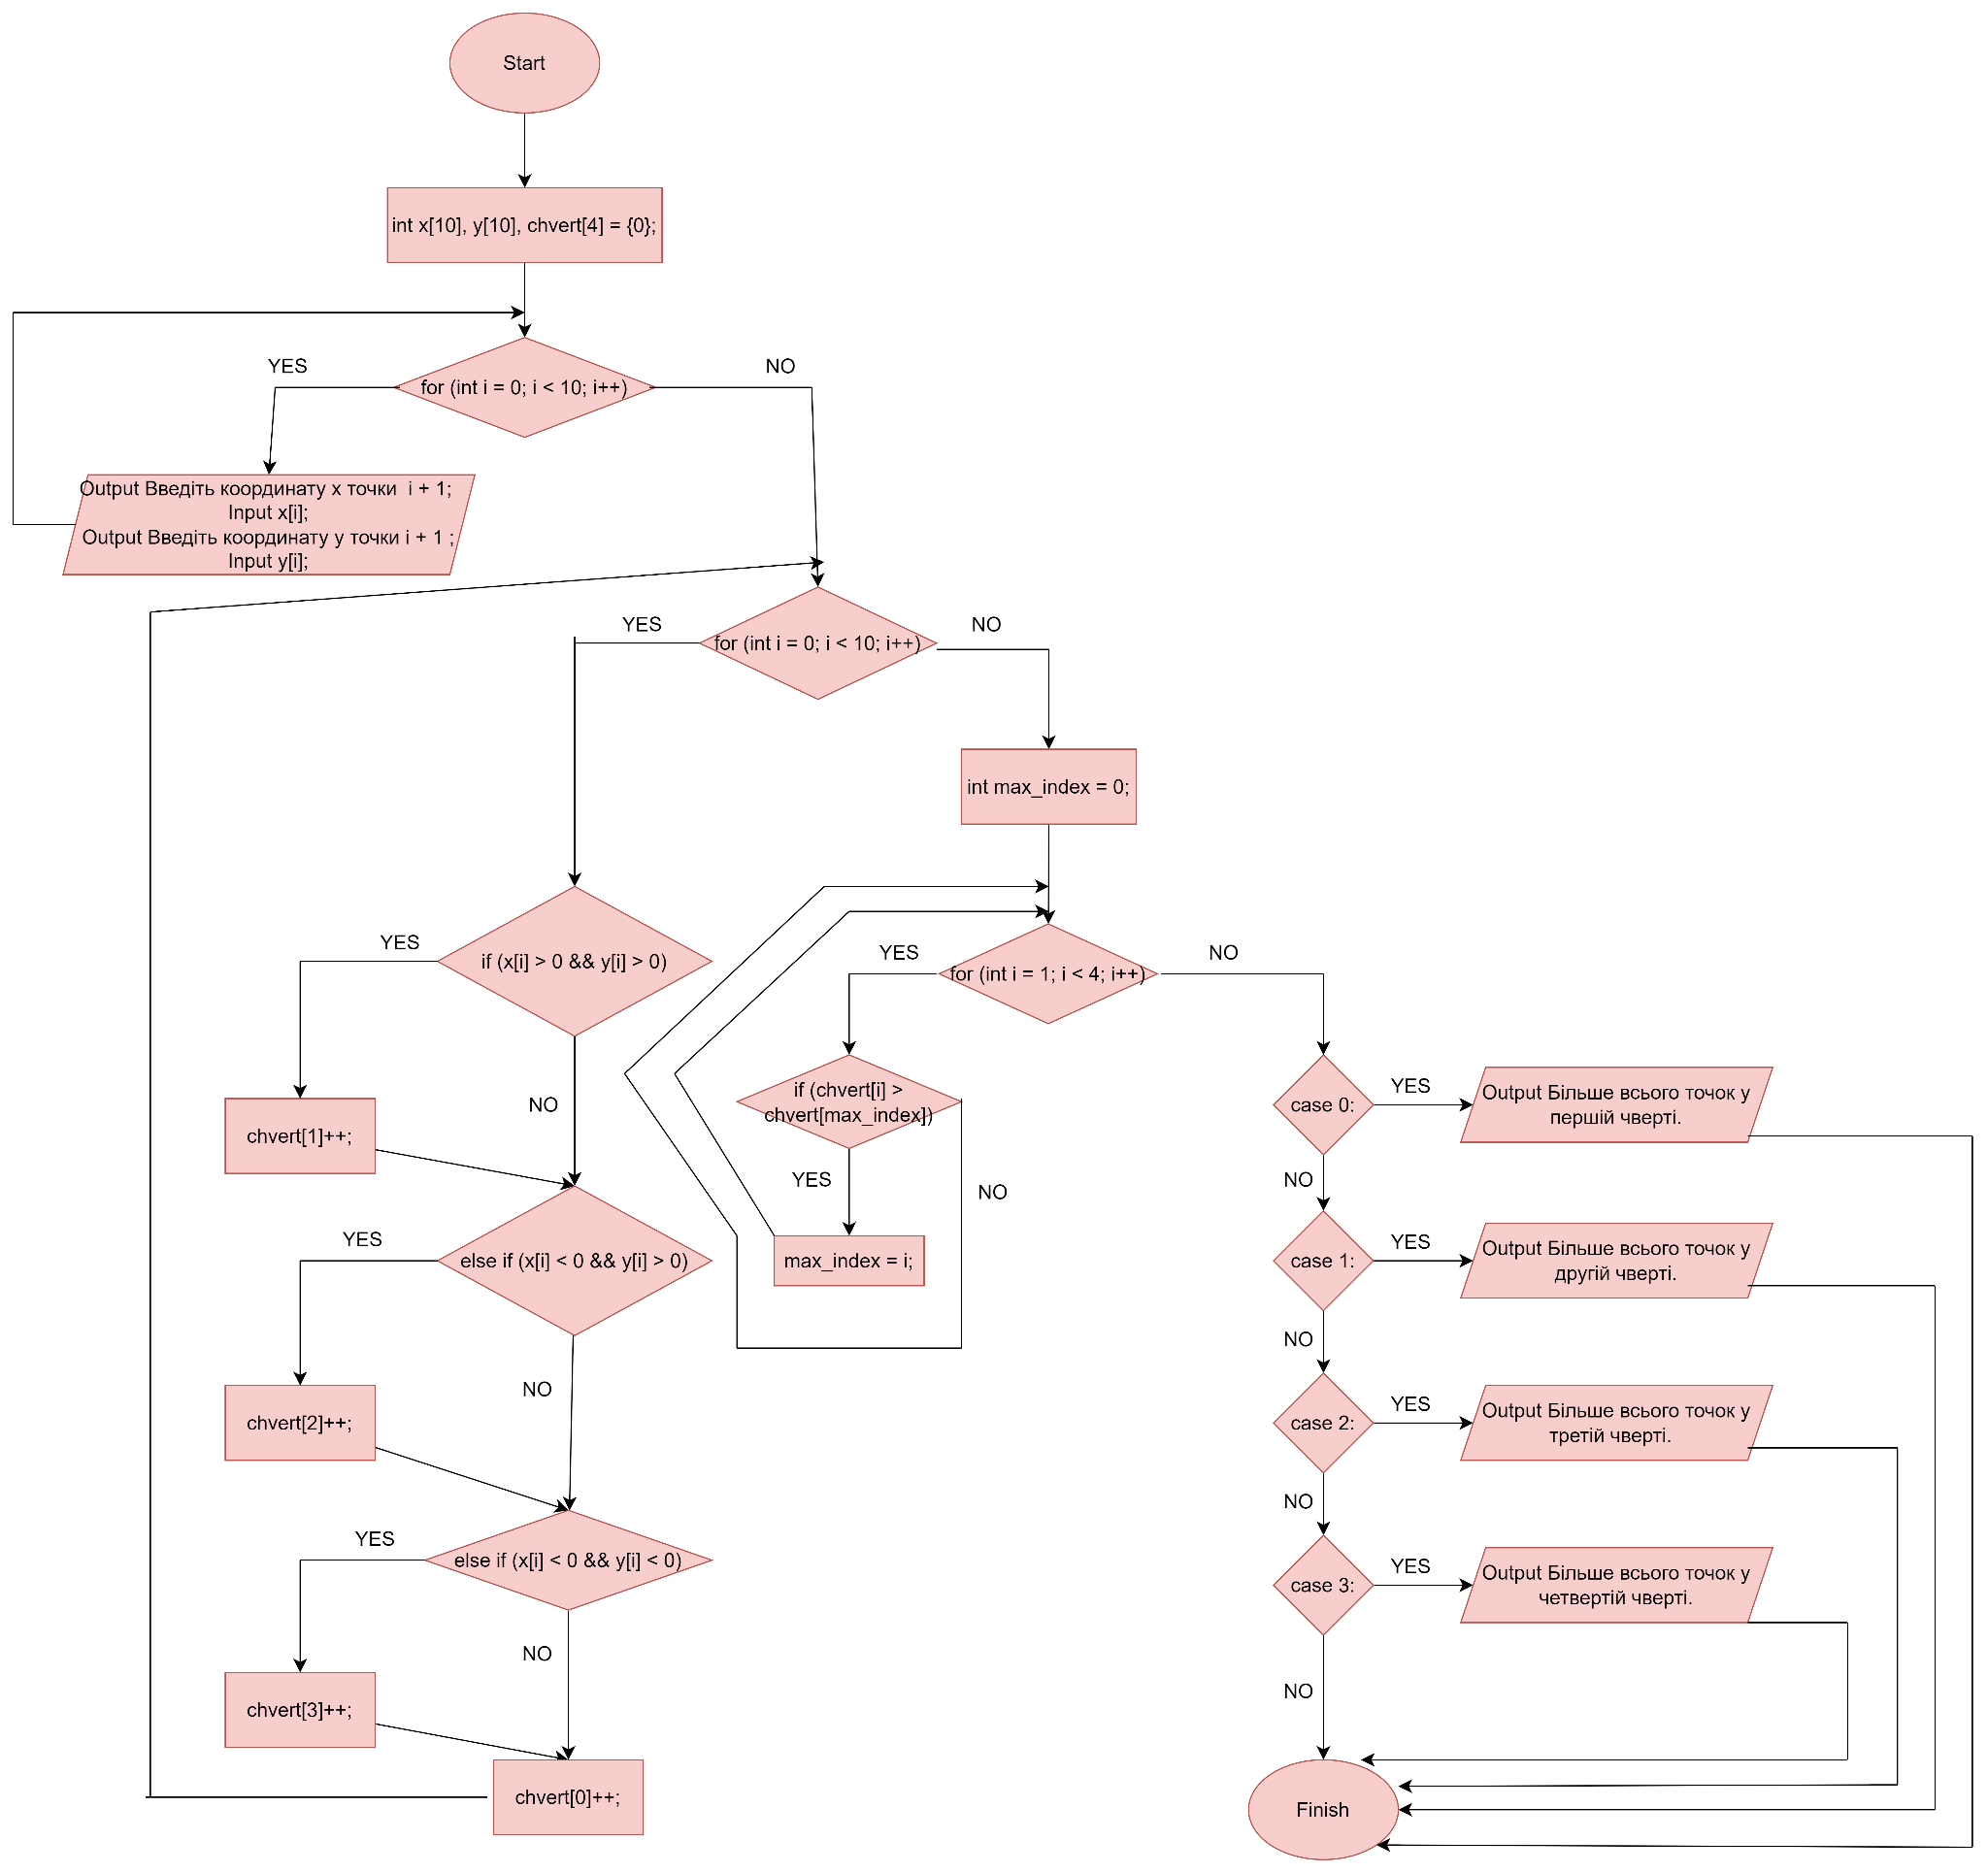 Start
int x[10], y[10], chvert[4] = {0};
YES
NO
for (int i = 0; i < 10; i++)
Output Введіть координату x точки  i + 1;
Input x[i];
Output Введіть координату y точки i + 1 ;
Input y[i];
YES
NO
for (int i = 0; i < 10; i++)
int max_index = 0;
YES
if (x[i] > 0 && y[i] > 0)
NO
chvert[1]++;
YES
else if (x[i] < 0 && y[i] > 0)
NO
chvert[2]++;
YES
else if (x[i] < 0 && y[i] < 0)
NO
chvert[3]++;
chvert[0]++;
YES
NO
for (int i = 1; i < 4; i++)
if (chvert[i] >
chvert[max_index])
YES
NO
max_index = i;
case 0:
YES
Output Більше всього точок у
першій чверті.
NO
case 1:
YES
Output Більше всього точок у
другій чверті.
NO
case 2:
YES
Output Більше всього точок у
третій чверті.
NO
case 3:
YES
Output Більше всього точок у
четвертій чверті.
NO
Finish